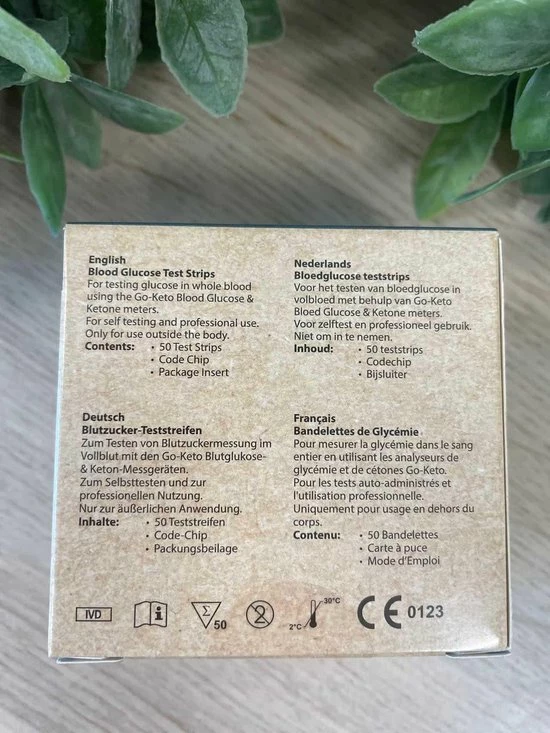 English
Blood Glucose Test Strips
For testing glucose in whole blood
using the Go-Keto Blood Glucose &
Ketone meters.
For self testing and professional use.
Only for use outside the body.
Contents: • 50 Test Strips
• Code Chip
• Package Insert
Nederlands
Bloedglucose teststrips
Voor het testen van bloedglucose in
volbloed met behulp van Go-Keto
Bloed Glucose & Ketone meters.
Voor zelftest en professioneel gebruik.
Niet om in te nemen.
Inhoud: • 50 teststrips
• Codechip
• Bijsluiter
Deutsch
Blutzucker-Teststreifen
Zum Testen von Blutzuckermessung im
Vollblut mit den Go-Keto Blutglukose-
& Keton-Messgeräten.
Zum Selbsttesten und zur
professionellen Nutzung.
Nur zur äußerlichen Anwendung.
Inhalte: • 50 Teststreifen
• Code-Chip
• Packungsbeilage
Français
Bandelettes de Glycémie
Pour mesurer la glycémie dans le sang
entier en utilisant les analyseurs de
glycémie et de cétones Go-Keto.
Pour les tests auto-administrés et
l'utilisation professionnelle.
Uniquement pour usage en dehors du
corps.
Contenu: • 50 Bandelettes
• Carte à puce
• Mode d'Emploi
IVD i Σ 50 2 2°C 30°C CE 0123